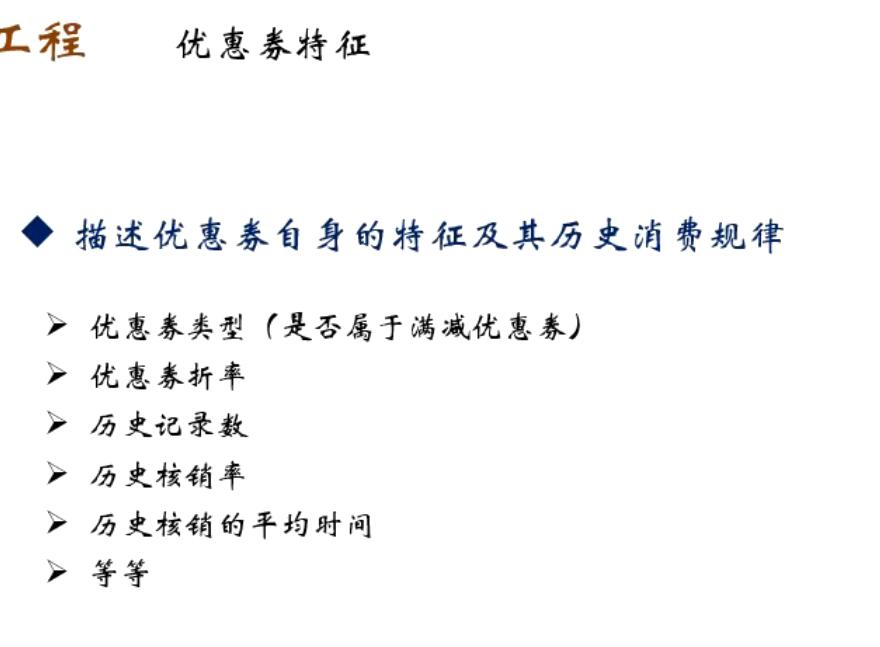 工程 优惠券特征
描述优惠券自身的特征及其历史消费规律
优惠券类型（是否属于满减优惠券）
优惠券折率
历史记录数
历史核销率
历史核销的平均时间
等等